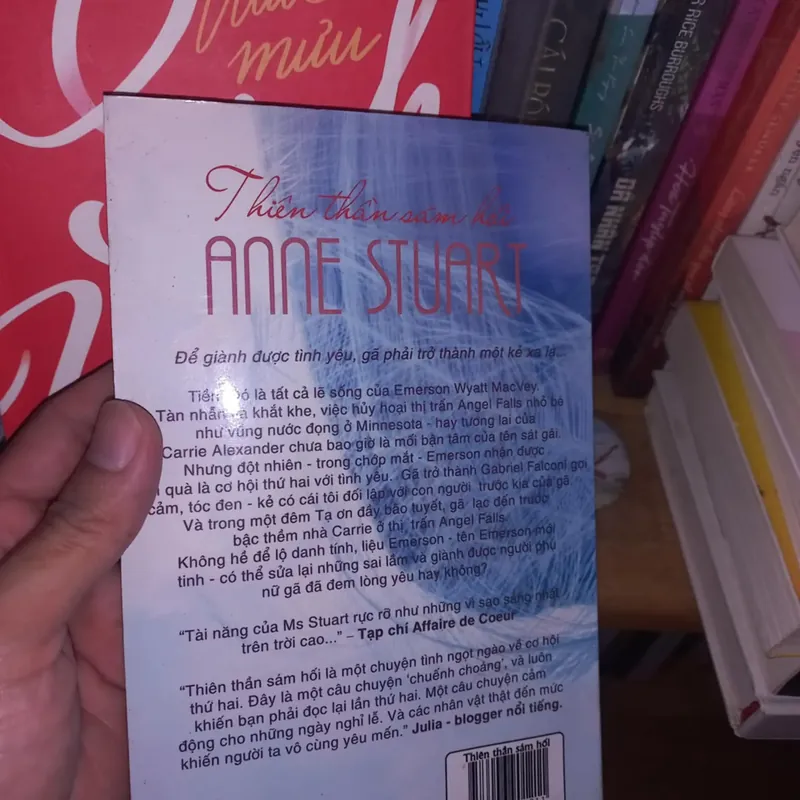 mưu
CÁI BÓ
RICE BURROUGHS
Thiên thần sám hối
ANNE STUART
Để giành được tình yêu, gã phải trở thành một kẻ xa lạ...
Tiền đó là tất cả lẽ sống của Emerson Wyatt MacVey.
Tàn nhẫn và khắt khe, việc hủy hoại thị trấn Angel Falls nhỏ bé
như vũng nước đọng ở Minnesota - hay tương lai của
Carrie Alexander chưa bao giờ là mối bận tâm của tên sát gái.
Nhưng đột nhiên - trong chớp mắt - Emerson nhận được
quà là cơ hội thứ hai với tình yêu. Gã trở thành Gabriel Falconi gợi
cảm, tóc đen - kẻ có cái tôi đối lập với con người trước kia của gã.
Và trong một đêm Tạ ơn đầy bão tuyết, gã lạc đến trước
bậc thềm nhà Carrie ở thị trấn Angel Falls.
Không hề để lộ danh tính, liệu Emerson - tên Emerson mới
tinh - có thể sửa lại những sai lầm và giành được người phụ
nữ gã đã đem lòng yêu hay không?
“Tài năng của Ms Stuart rực rỡ như những vì sao sáng nhất
trên trời cao...” – Tạp chí Affaire de Coeur
“Thiên thần sám hối là một chuyện tình ngọt ngào về cơ hội
thứ hai. Đây là một câu chuyện ‘chuếnh choáng’, và luôn
khiến bạn phải đọc lại lần thứ hai. Một câu chuyện cảm
động cho những ngày nghỉ lễ. Và các nhân vật thật đến mức
khiến người ta vô cùng yêu mến.” Julia - blogger nổi tiếng.
Thiên thần sám hối